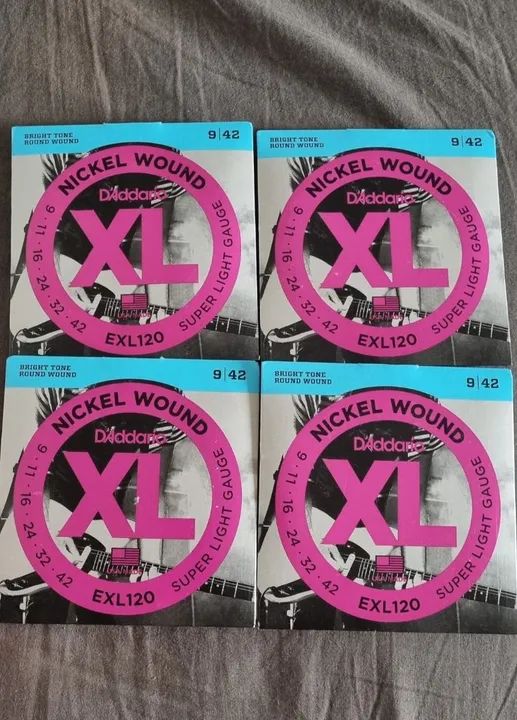 BRIGHT TONE
ROUND WOUND
9|42
NICKEL WOUND
D'Addario
XL
9 · 11 · 16 · 24 · 32 · 42
EXL120
SUPER LIGHT GAUGE
BRIGHT TONE
ROUND WOUND
9|42
NICKEL WOUND
D'Addario
XL
9 · 11 · 16 · 24 · 32 · 42
EXL120
SUPER LIGHT GAUGE
BRIGHT TONE
ROUND WOUND
9|42
NICKEL WOUND
D'Addario
XL
9 · 11 · 16 · 24 · 32 · 42
EXL120
SUPER LIGHT GAUGE
BRIGHT TONE
ROUND WOUND
9|42
NICKEL WOUND
D'Addario
XL
9 · 11 · 16 · 24 · 32 · 42
EXL120
SUPER LIGHT GAUGE